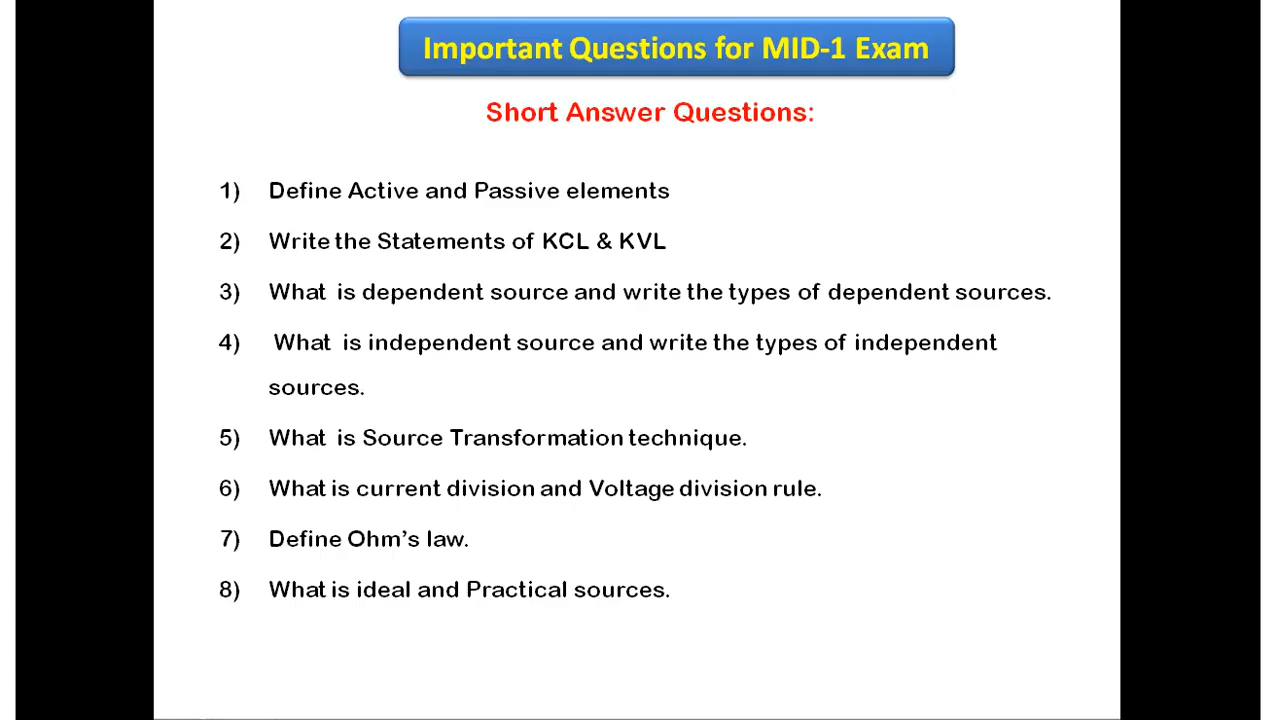 Important Questions for MID-1 Exam
Short Answer Questions:
1) Define Active and Passive elements
2) Write the Statements of KCL & KVL
3) What is dependent source and write the types of dependent sources.
4) What is independent source and write the types of independent
sources.
5) What is Source Transformation technique.
6) What is current division and Voltage division rule.
7) Define Ohm's law.
8) What is ideal and Practical sources.